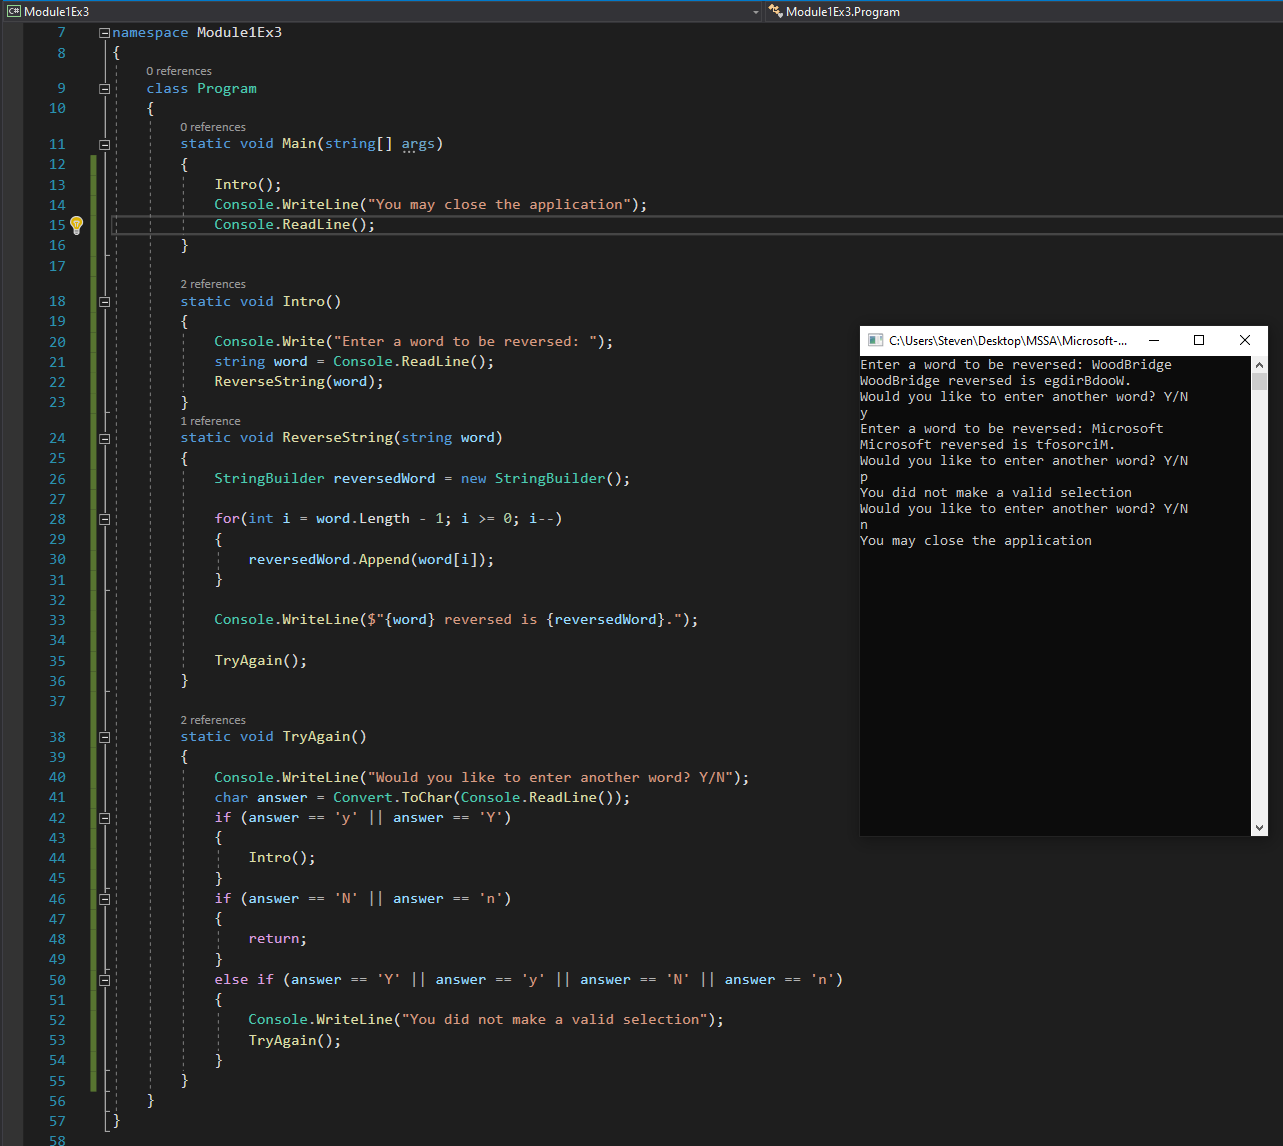 C# Module1Ex3 Module1Ex3.Program
7 namespace Module1Ex3
8 {
0 references
9 class Program
10 {
0 references
11 static void Main(string[] args)
12 {
13 Intro();
14 Console.WriteLine("You may close the application");
15 Console.ReadLine();
16 }
17
2 references
18 static void Intro()
19 {
20 Console.Write("Enter a word to be reversed: ");
21 string word = Console.ReadLine();
22 ReverseString(word);
23 }
1 reference
24 static void ReverseString(string word)
25 {
26 StringBuilder reversedWord = new StringBuilder();
27
28 for(int i = word.Length - 1; i >= 0; i--)
29 {
30 reversedWord.Append(word[i]);
31 }
32
33 Console.WriteLine($"{word} reversed is {reversedWord}.");
34
35 TryAgain();
36 }
37
2 references
38 static void TryAgain()
39 {
40 Console.WriteLine("Would you like to enter another word? Y/N");
41 char answer = Convert.ToChar(Console.ReadLine());
42 if (answer == 'y' || answer == 'Y')
43 {
44 Intro();
45 }
46 if (answer == 'N' || answer == 'n')
47 {
48 return;
49 }
50 else if (answer == 'Y' || answer == 'y' || answer == 'N' || answer == 'n')
51 {
52 Console.WriteLine("You did not make a valid selection");
53 TryAgain();
54 }
55 }
56 }
57 }
58
C:\Users\Steven\Desktop\MSSA\Microsoft-...
Enter a word to be reversed: WoodBridge
WoodBridge reversed is egdirBdooW.
Would you like to enter another word? Y/N
y
Enter a word to be reversed: Microsoft
Microsoft reversed is tfosorciM.
Would you like to enter another word? Y/N
p
You did not make a valid selection
Would you like to enter another word? Y/N
n
You may close the application